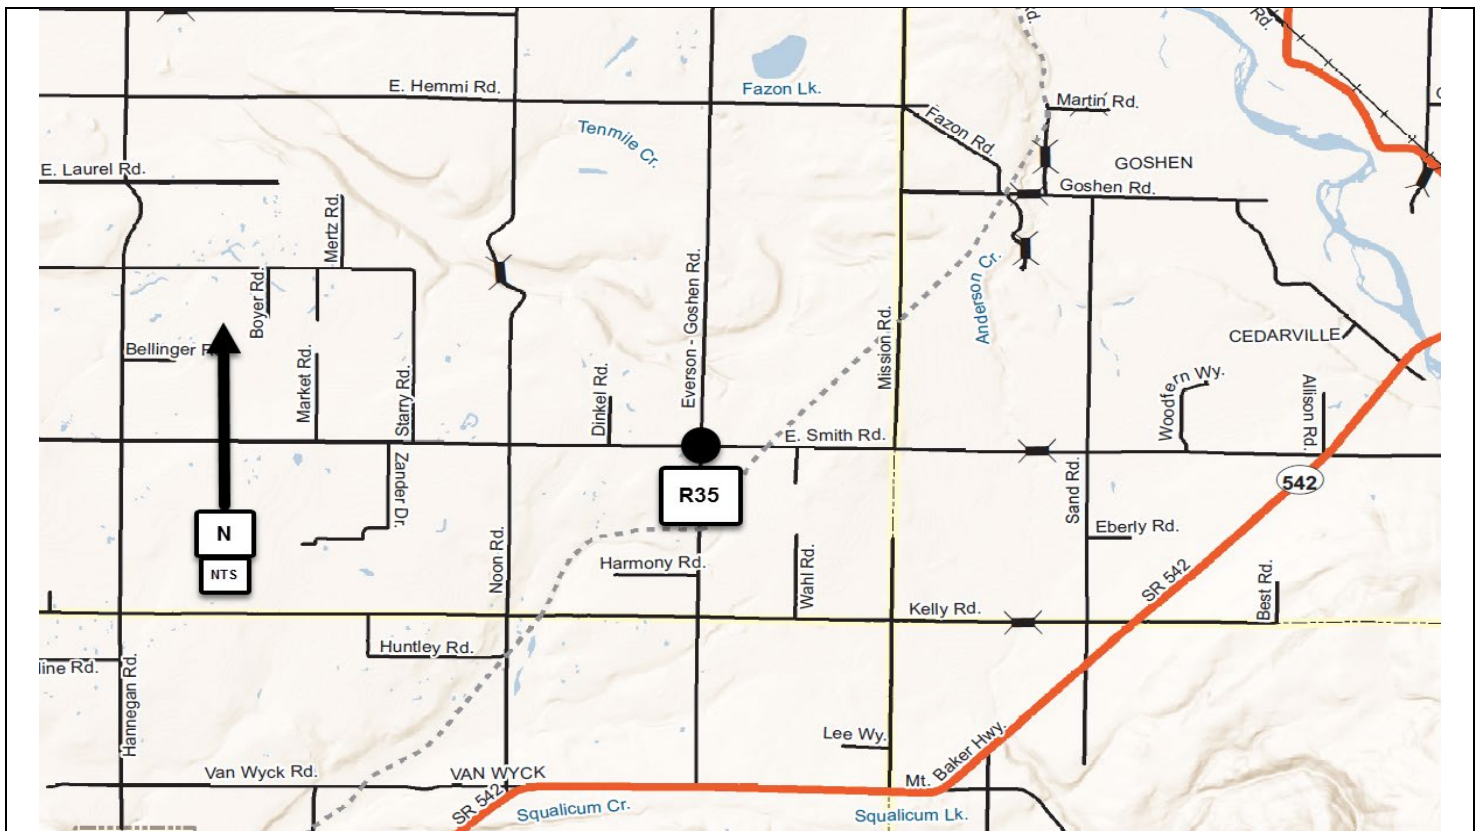 Rd.
Rd.
E. Hemmi Rd.
Fazon Lk.
Martin Rd.
Fazon Rd.
Tenmile Cr.
GOSHEN
E. Laurel Rd.
Goshen Rd.
Mertz Rd.
Boyer Rd.
Everson - Goshen Rd.
Anderson Cr.
Mission Rd.
CEDARVILLE
Bellinger
Market Rd.
Starry Rd.
Dinkel Rd.
Woodfern Wy.
Allison Rd.
E. Smith Rd.
Zander Dr.
R35
Sand Rd.
542
N
NTS
Eberly Rd.
Noon Rd.
Harmony Rd.
Wahl Rd.
SR 542
Best Rd.
Kelly Rd.
Huntley Rd.
line Rd.
Hannegan Rd.
Lee Wy.
Mt. Baker Hwy.
Van Wyck Rd.
VAN WYCK
SR 542
Squalicum Cr.
Squalicum Lk.